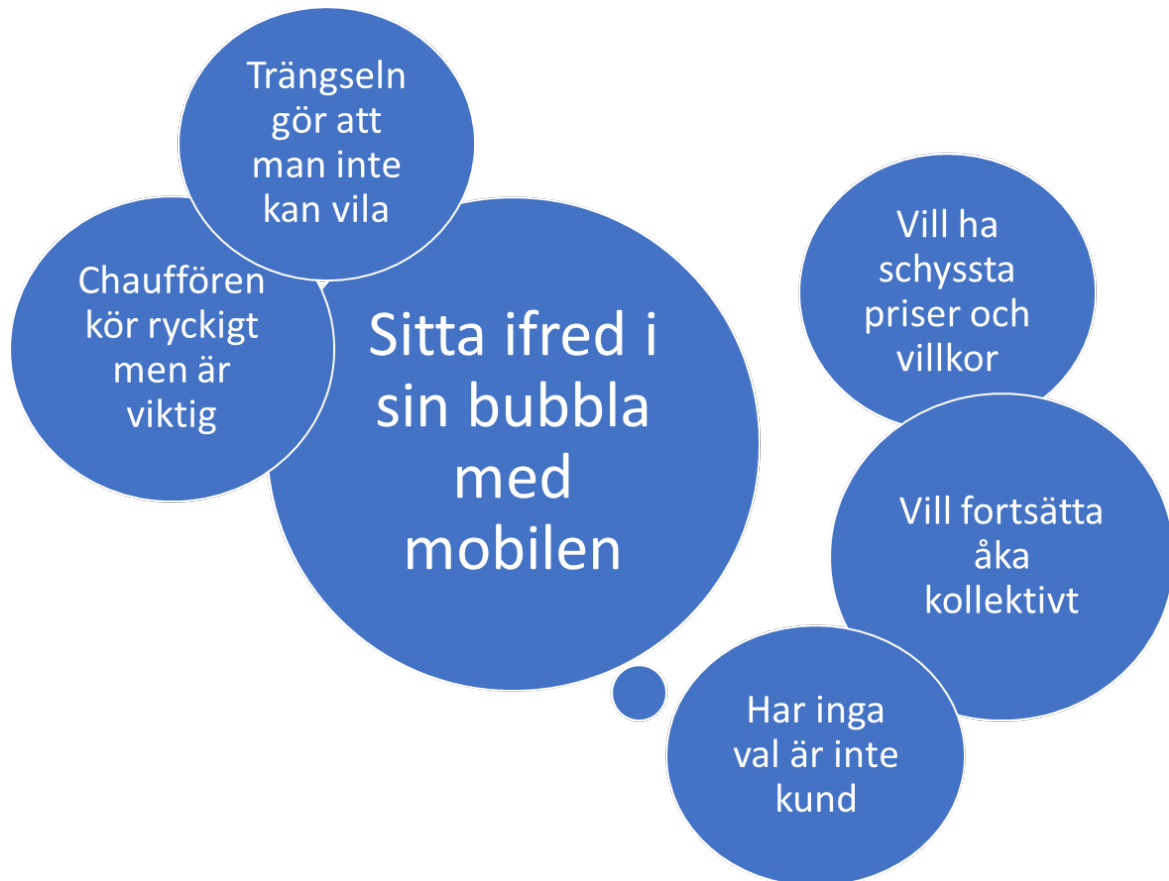 Trängseln
gör att
man inte
kan vila
Chauffören
kör ryckigt
men är
viktig
Sitta ifred i
sin bubbla
med
mobilen
Vill ha
schyssta
priser och
villkor
Vill fortsätta
åka
kollektivt
Har inga
val är inte
kund